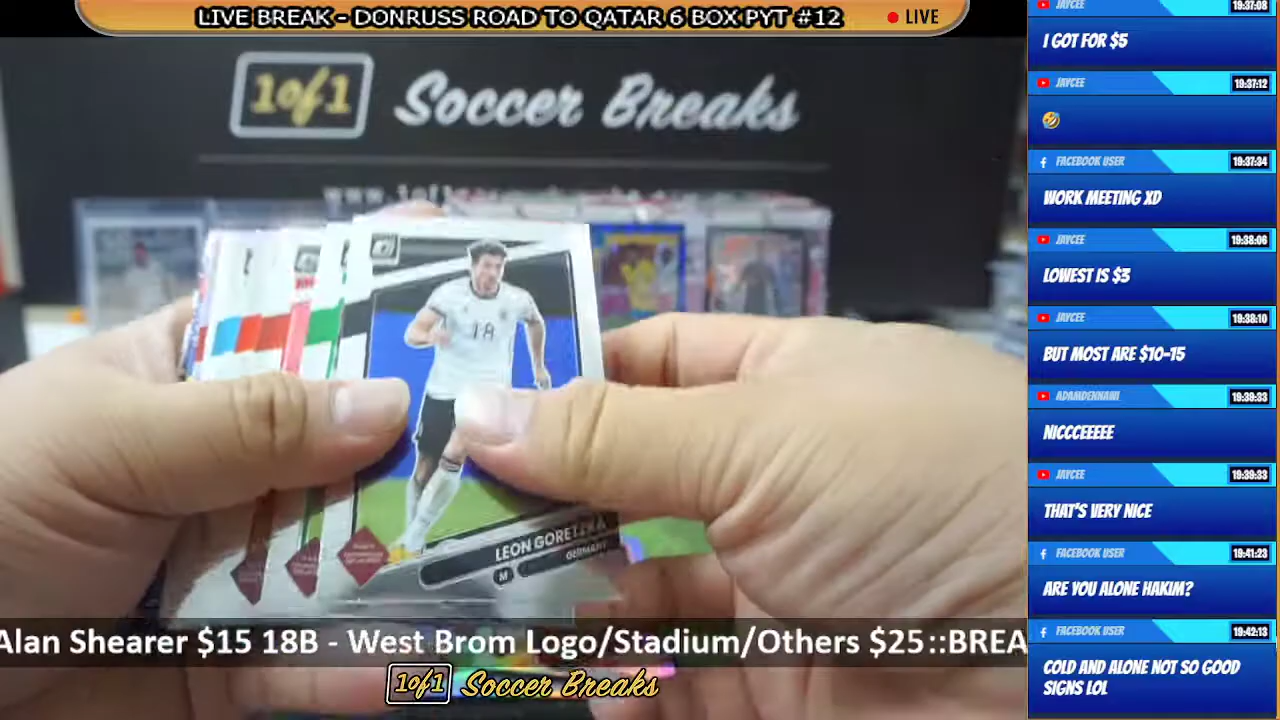 LIVE BREAK - DONRUSS ROAD TO QATAR 6 BOX PYT #12
LIVE
1of1 Soccer Breaks
18
LEON GORETZKA
GERMANY
M
Alan Shearer $15 18B - West Brom Logo/Stadium/Others $25::BREA
1of1 Soccer Breaks
JAYCEE 19:37:08
I GOT FOR $5
JAYCEE 19:37:12
🤣
FACEBOOK USER 19:37:34
WORK MEETING XD
JAYCEE 19:38:06
LOWEST IS $3
JAYCEE 19:38:10
BUT MOST ARE $10-15
ADAMDENNAWI 19:39:33
NICCCEEEEE
JAYCEE 19:39:33
THAT'S VERY NICE
FACEBOOK USER 19:41:23
ARE YOU ALONE HAKIM?
FACEBOOK USER 19:42:13
COLD AND ALONE NOT SO GOOD
SIGNS LOL